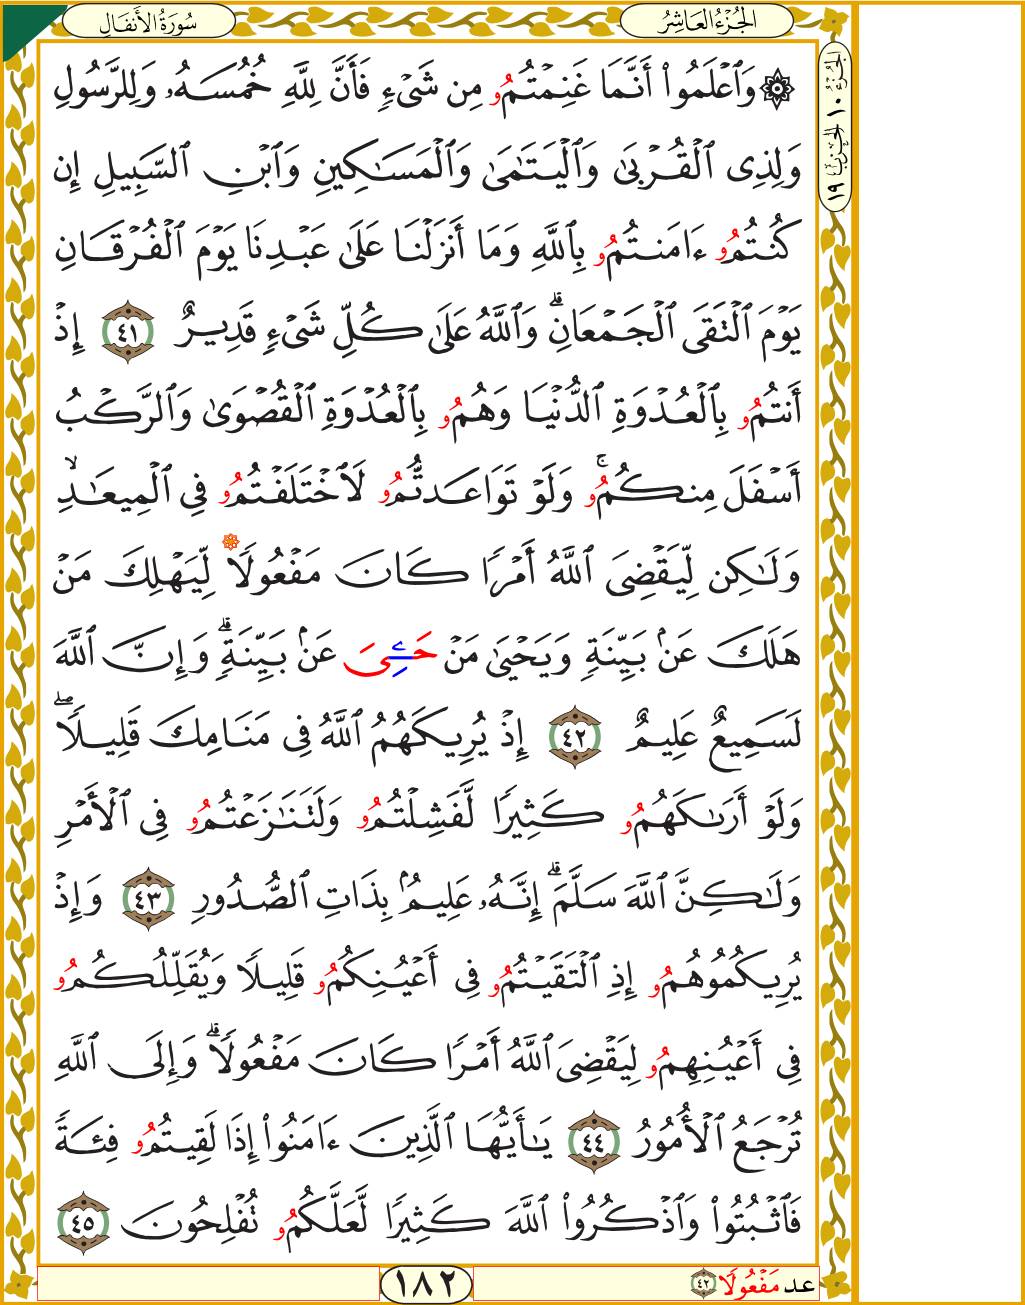 الجُزْءُ العَاشِرُ
سُورَةُ الأَنفَالِ
الجُزْءُ ١٠ الحِزْبُ ١٩
۞ وَٱعْلَمُوا۟ أَنَّمَا غَنِمْتُمُو مِن شَىْءٍ فَأَنَّ لِلَّهِ خُمُسَهُۥ وَلِلرَّسُولِ
وَلِذِى ٱلْقُرْبَىٰ وَٱلْيَتَٰمَىٰ وَٱلْمَسَٰكِينِ وَٱبْنِ ٱلسَّبِيلِ إِن
كُنتُمُو ءَامَنتُمُو بِٱللَّهِ وَمَا أَنزَلْنَا عَلَىٰ عَبْدِنَا يَوْمَ ٱلْفُرْقَانِ
يَوْمَ ٱلْتَقَى ٱلْجَمْعَانِۗ وَٱللَّهُ عَلَىٰ كُلِّ شَىْءٍ قَدِيرٌ ٤١ إِذْ
أَنتُمُو بِٱلْعُدْوَةِ ٱلدُّنْيَا وَهُمُو بِٱلْعُدْوَةِ ٱلْقُصْوَىٰ وَٱلرَّكْبُ
أَسْفَلَ مِنكُمُوۚ وَلَوْ تَوَاعَدتُّمُو لَٱخْتَلَفْتُمُو فِى ٱلْمِيعَٰدِۙ
وَلَٰكِن لِّيَقْضِىَ ٱللَّهُ أَمْرًا كَانَ مَفْعُولًا لِّيَهْلِكَ مَنْ
هَلَكَ عَنۢ بَيِّنَةٍ وَيَحْيَىٰ مَنْ حَيِىَ عَنۢ بَيِّنَةٍۗ وَإِنَّ ٱللَّهَ
لَسَمِيعٌ عَلِيمٌ ٤٢ إِذْ يُرِيكَهُمُ ٱللَّهُ فِى مَنَامِكَ قَلِيلًاۖ
وَلَوْ أَرَىٰكَهُمُو كَثِيرًا لَّفَشِلْتُمُو وَلَتَنَٰزَعْتُمُو فِى ٱلْأَمْرِ
وَلَٰكِنَّ ٱللَّهَ سَلَّمَۗ إِنَّهُۥ عَلِيمٌۢ بِذَاتِ ٱلصُّدُورِ ٤٣ وَإِذْ
يُرِيكُمُوهُمُو إِذِ ٱلْتَقَيْتُمُو فِى أَعْيُنِكُمُو قَلِيلًا وَيُقَلِّلُكُمُو
فِى أَعْيُنِهِمُو لِيَقْضِىَ ٱللَّهُ أَمْرًا كَانَ مَفْعُولًاۗ وَإِلَى ٱللَّهِ
تُرْجَعُ ٱلْأُمُورُ ٤٤ يَٰأَيُّهَا ٱلَّذِينَ ءَامَنُوا۟ إِذَا لَقِيتُمُو فِئَةً
فَٱثْبُتُوا۟ وَٱذْكُرُوا۟ ٱللَّهَ كَثِيرًا لَّعَلَّكُمُو تُفْلِحُونَ ٤٥
عد مَفْعُولًا ٤٢
١٨٢